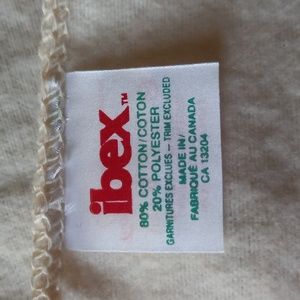 ibex™
80% COTTON/COTON
20% POLYESTER
GARNITURES EXCLUES – TRIM EXCLUDED
MADE IN/
FABRIQUÉ AU CANADA
CA 13204